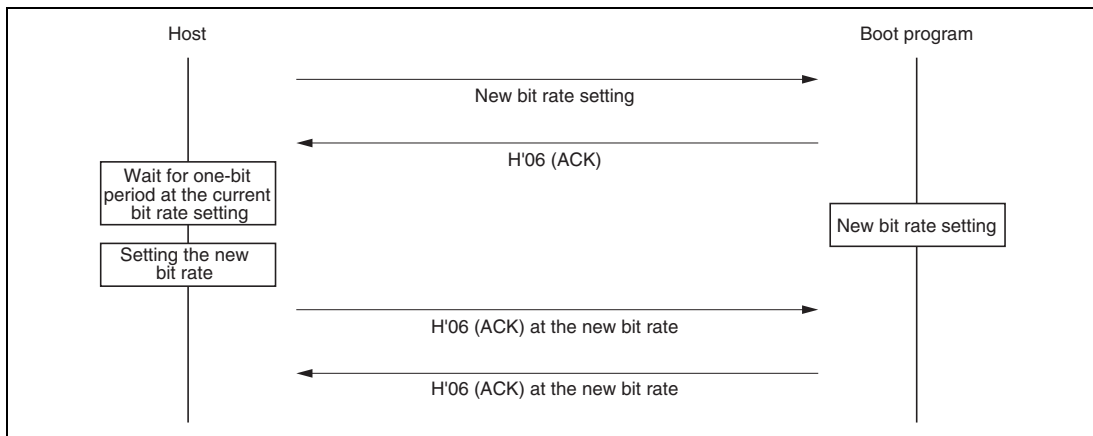 Host
Boot program
New bit rate setting
H'06 (ACK)
Wait for one-bit
period at the current
bit rate setting
New bit rate setting
Setting the new
bit rate
H'06 (ACK) at the new bit rate
H'06 (ACK) at the new bit rate